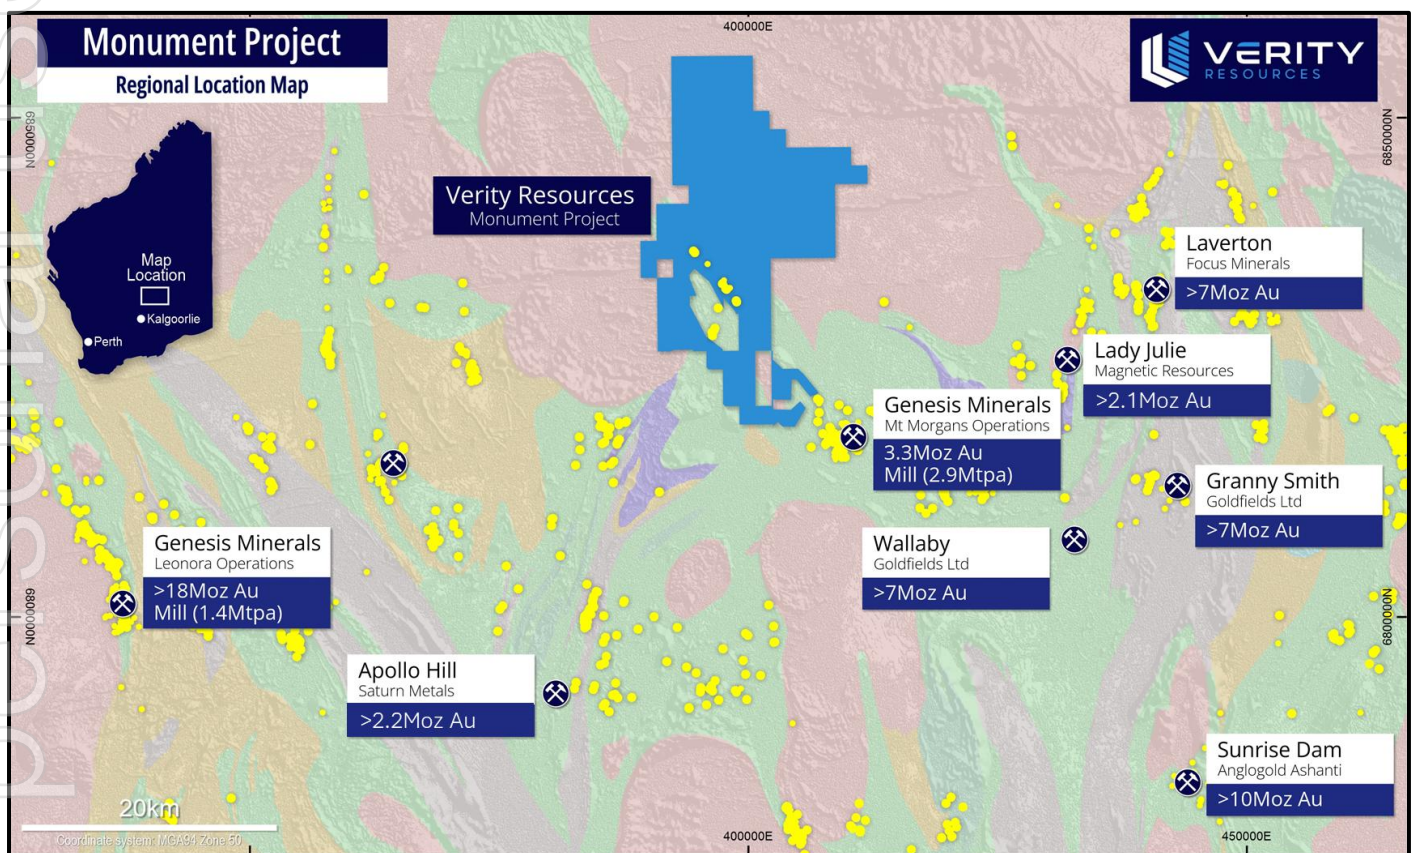 400000E
Monument Project
Regional Location Map
VERITY
RESOURCES
6850000N
6850000N
Verity Resources
Monument Project
Map
Location
Kalgoorlie
Perth
Laverton
Focus Minerals
>7Moz Au
Lady Julie
Magnetic Resources
>2.1Moz Au
Genesis Minerals
Mt Morgans Operations
3.3Moz Au
Mill (2.9Mtpa)
Granny Smith
Goldfields Ltd
>7Moz Au
Wallaby
Goldfields Ltd
>7Moz Au
Genesis Minerals
Leonora Operations
>18Moz Au
Mill (1.4Mtpa)
6800000N
6800000N
Apollo Hill
Saturn Metals
>2.2Moz Au
Sunrise Dam
Anglogold Ashanti
>10Moz Au
20km
Coordinate system: MGA94 Zone 50
400000E
450000E